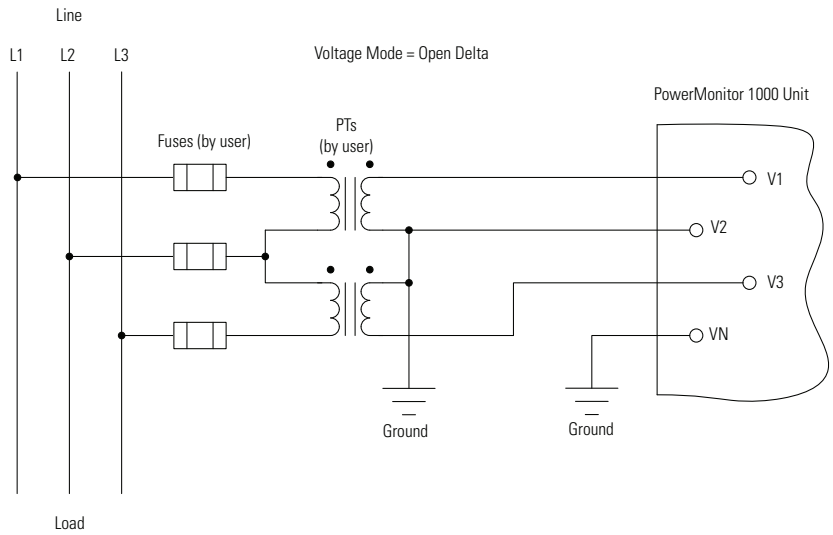 Line
L1 L2 L3
Voltage Mode = Open Delta
PowerMonitor 1000 Unit
Fuses (by user)
PTs
(by user)
V1
V2
V3
VN
Ground
Ground
Load